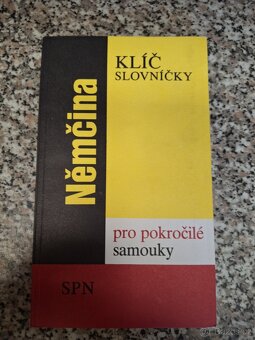 KLÍČ
SLOVNÍČKY
Němčina
pro pokročilé
samouky
SPN